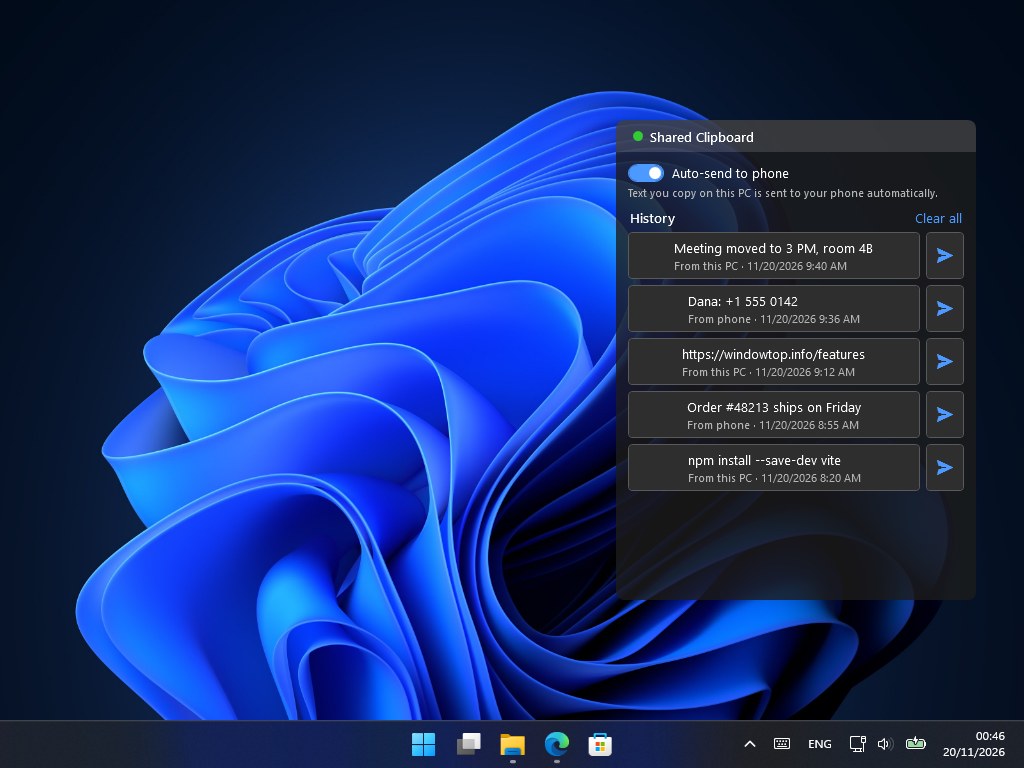 Shared Clipboard
Auto-send to phone
Text you copy on this PC is sent to your phone automatically.
History
Clear all
Meeting moved to 3 PM, room 4B
From this PC · 11/20/2026 9:40 AM
Dana: +1 555 0142
From phone · 11/20/2026 9:36 AM
https://windowtop.info/features
From this PC · 11/20/2026 9:12 AM
Order #48213 ships on Friday
From phone · 11/20/2026 8:55 AM
npm install --save-dev vite
From this PC · 11/20/2026 8:20 AM
ENG
00:46
20/11/2026